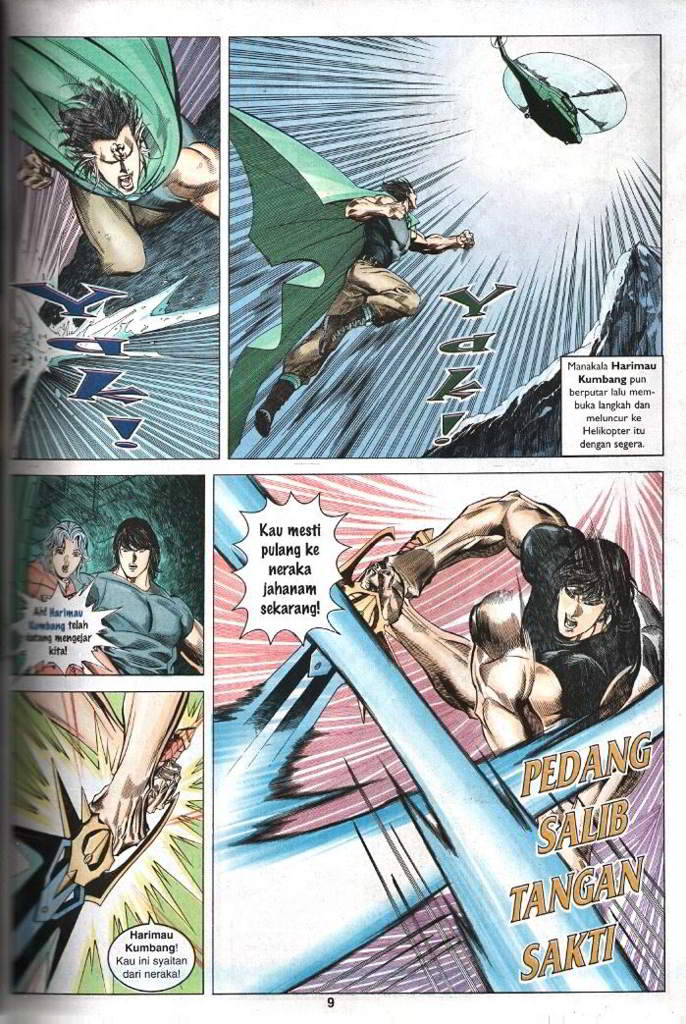 Yak!
Yak!
Manakala Harimau
Kumbang pun
berputar lalu mem-
buka langkah dan
meluncur ke
Helikopter itu
dengan segera.
Ah! Harimau
Kumbang telah
datang mengejar
kita!
Kau mesti
pulang ke
neraka
jahanam
sekarang!
PEDANG
SALIB
TANGAN
SAKTI
Harimau
Kumbang!
Kau ini syaitan
dari neraka!
9